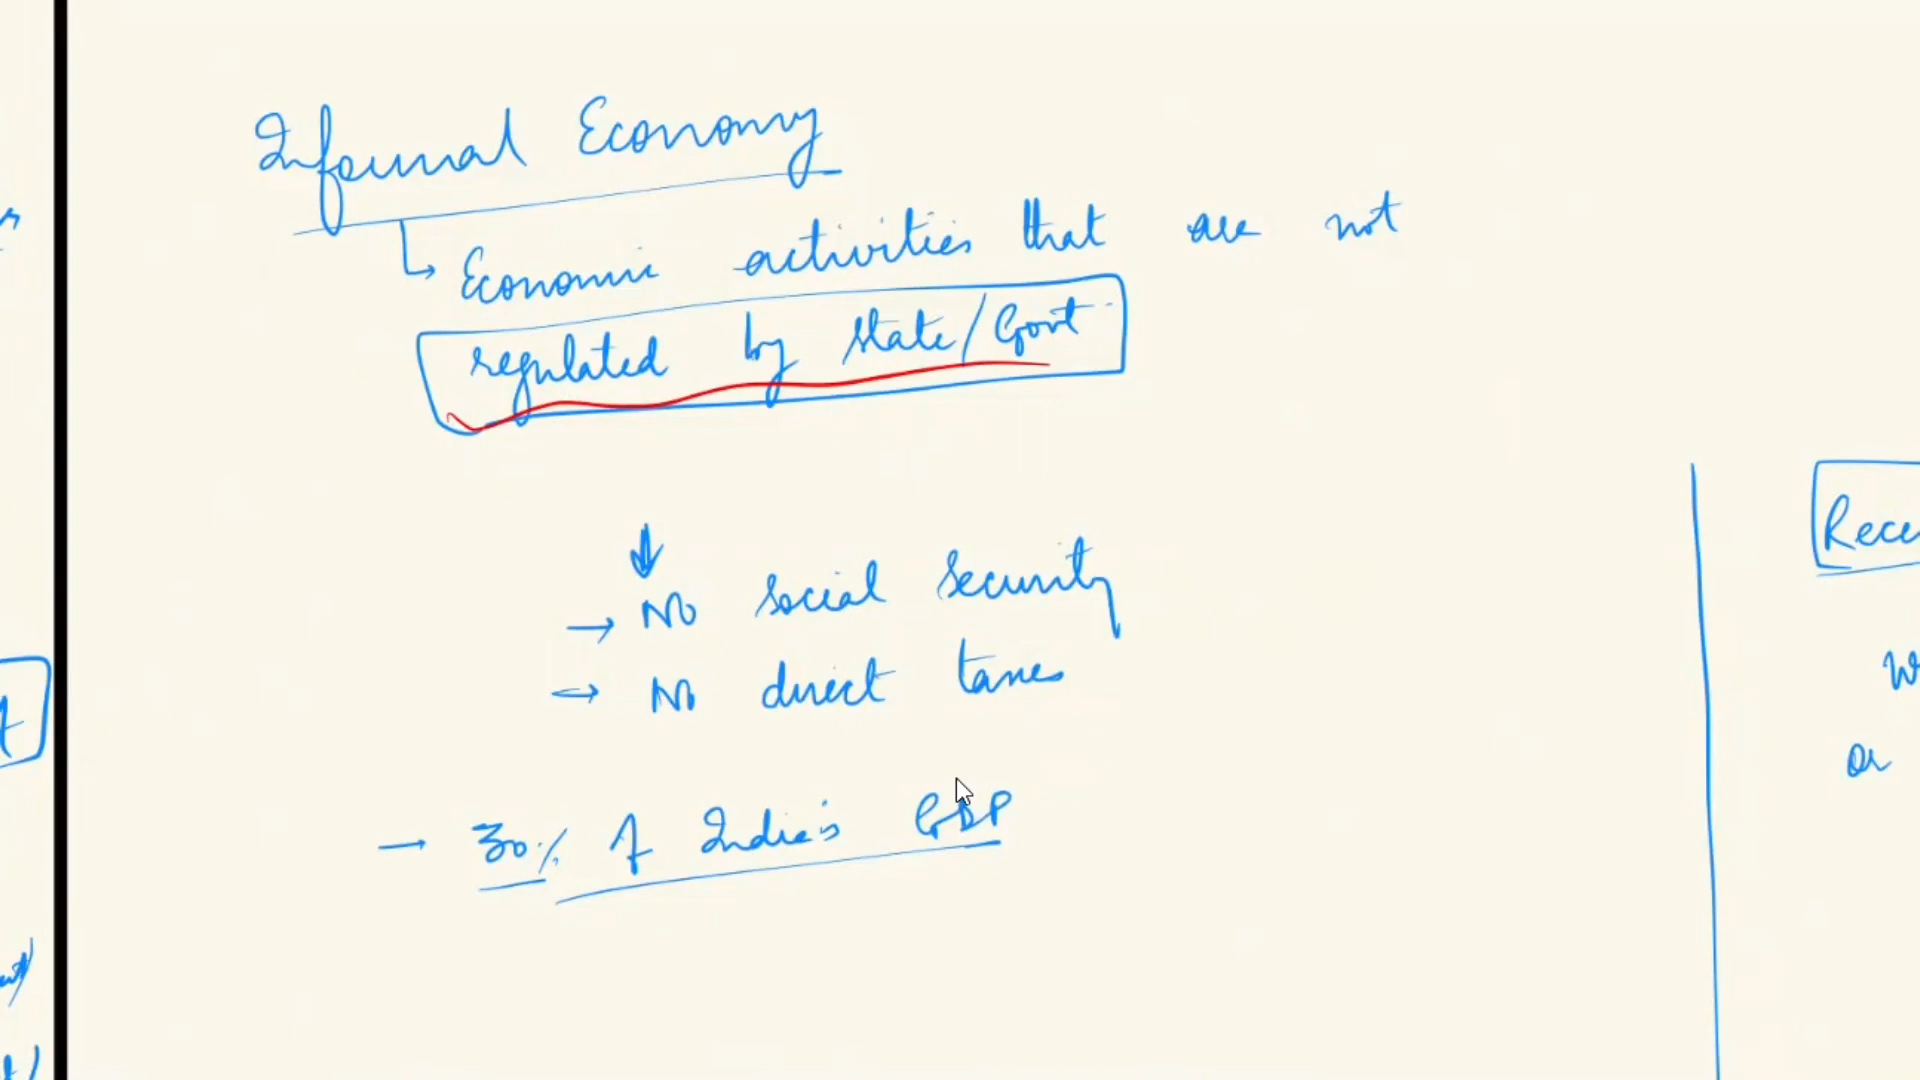 Informal Economy
↳ Economic activities that are not
regulated by State/Govt
↓
→ No Social Security
→ No direct taxes
→ 30% of India's GDP
or